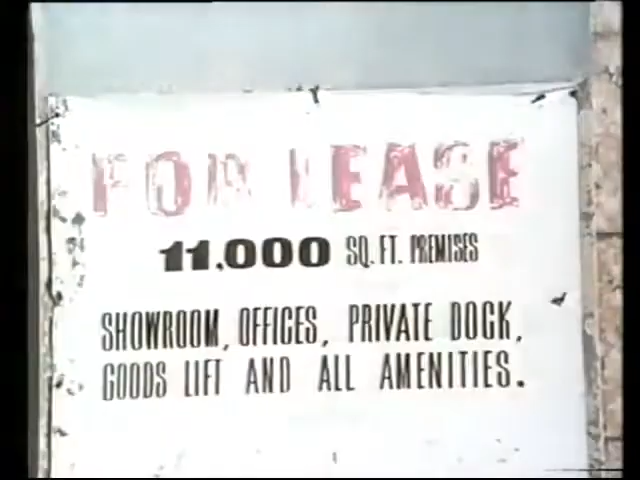 FOR LEASE
11,000 SQ. FT. PREMISES
SHOWROOM, OFFICES, PRIVATE DOCK,
GOODS LIFT AND ALL AMENITIES.